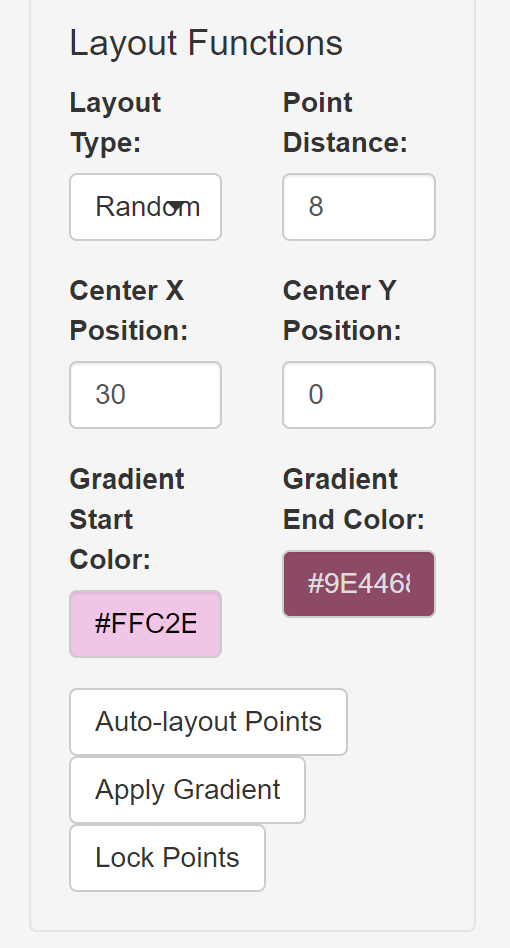 Layout Functions
Layout
Type:
Point
Distance:
Random
8
Center X
Position:
Center Y
Position:
30
0
Gradient
Start
Color:
Gradient
End Color:
#FFC2E
#9E446
Auto-layout Points
Apply Gradient
Lock Points